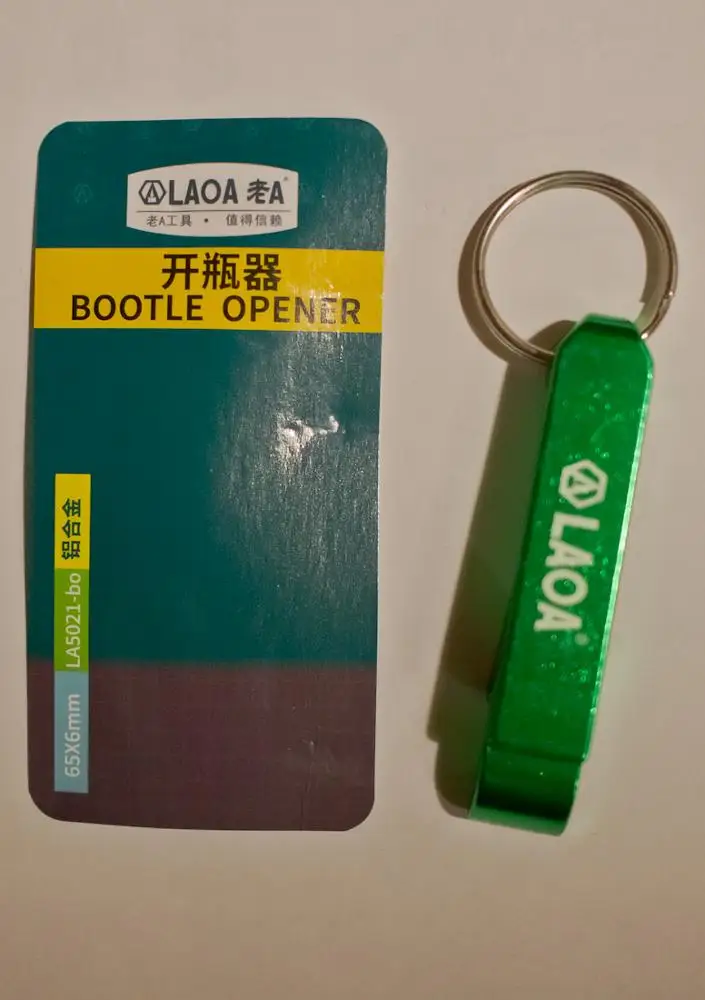 LAOA 老A®
老A工具 • 值得信赖
开瓶器
BOOTLE OPENER
铝合金
LA5021-bo
65X6mm
LAOA®